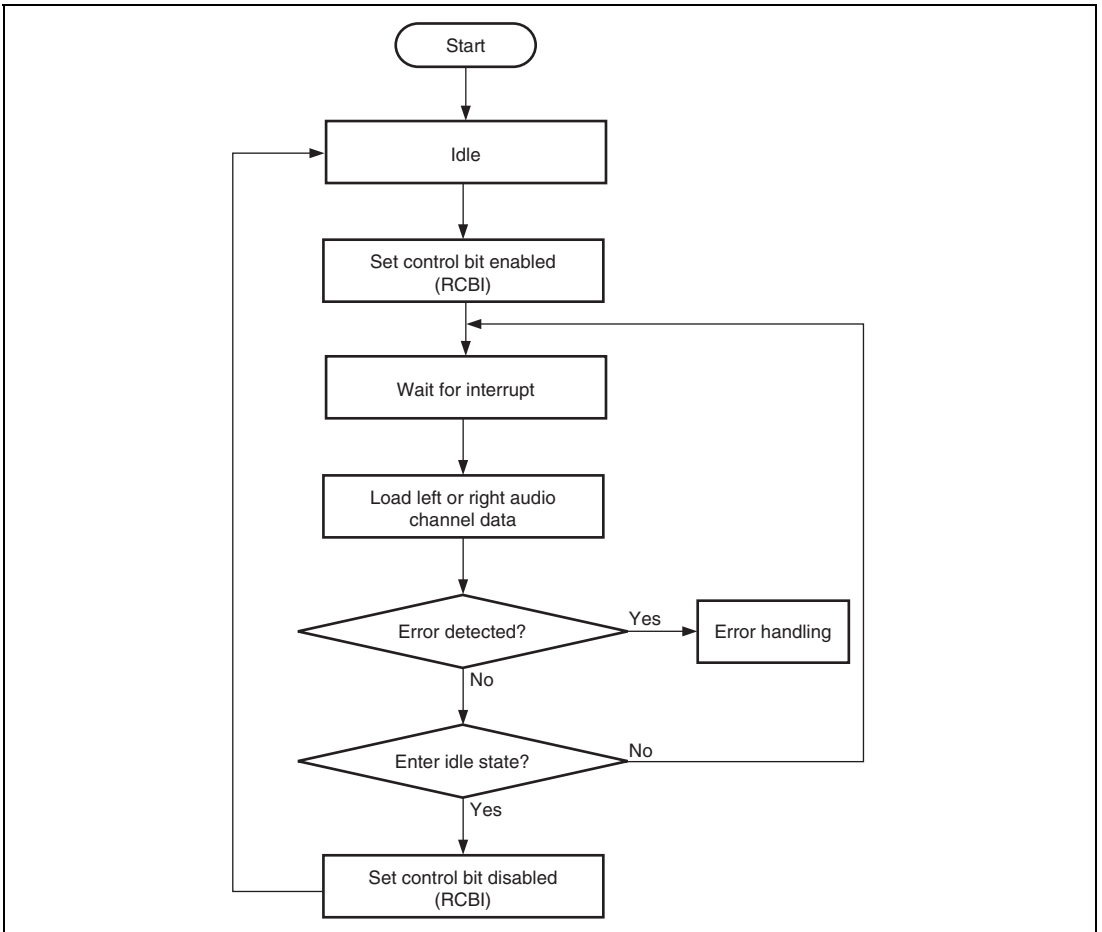 Start
Idle
Set control bit enabled
(RCBI)
Wait for interrupt
Load left or right audio
channel data
Error detected?
Yes
Error handling
No
Enter idle state?
No
Yes
Set control bit disabled
(RCBI)